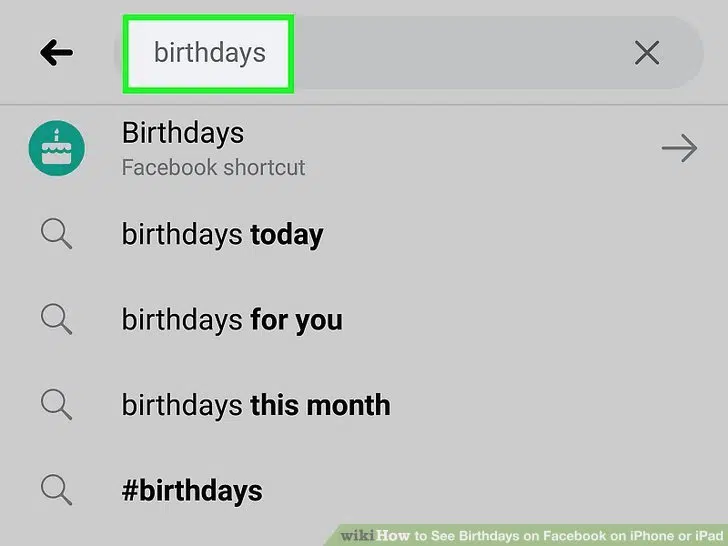 birthdays
Birthdays
Facebook shortcut
birthdays today
birthdays for you
birthdays this month
#birthdays
wikiHow to See Birthdays on Facebook on iPhone or iPad